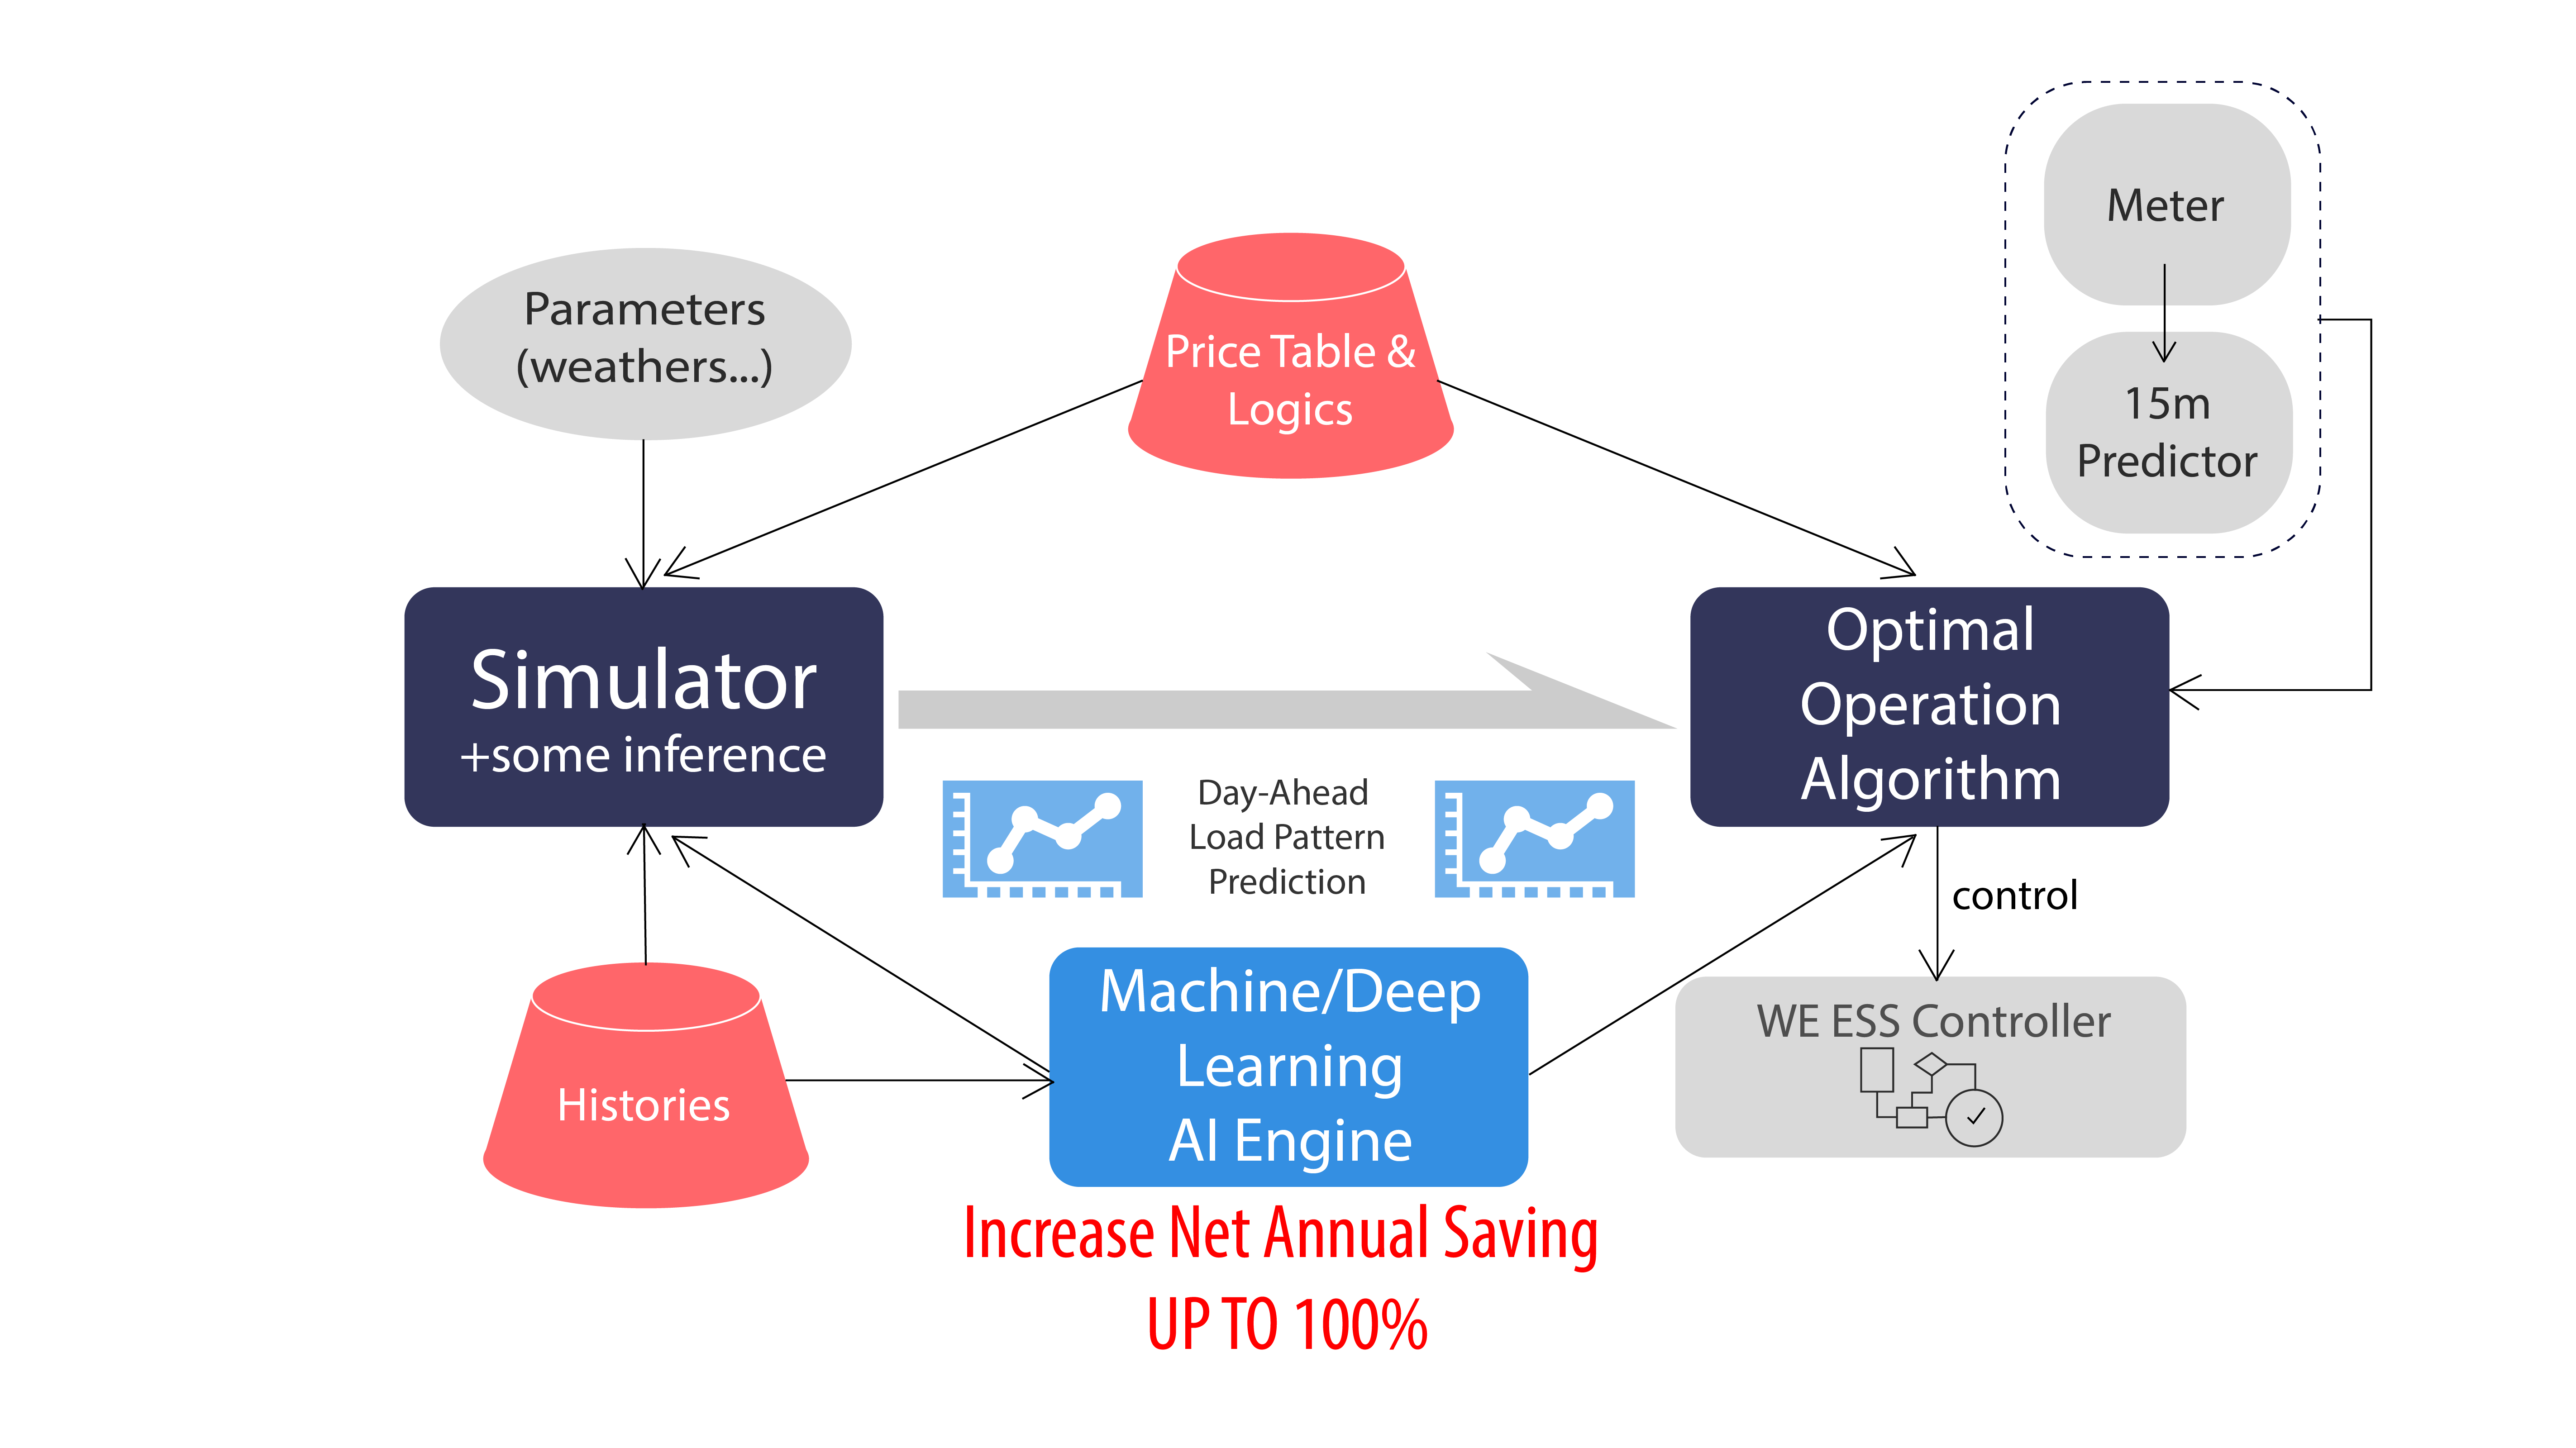 Meter
15m
Predictor
Parameters
(weathers...)
Price Table &
Logics
Simulator
+some inference
Optimal
Operation
Algorithm
Day-Ahead
Load Pattern
Prediction
control
Histories
Machine/Deep
Learning
AI Engine
WE ESS Controller
Increase Net Annual Saving
UP TO 100%